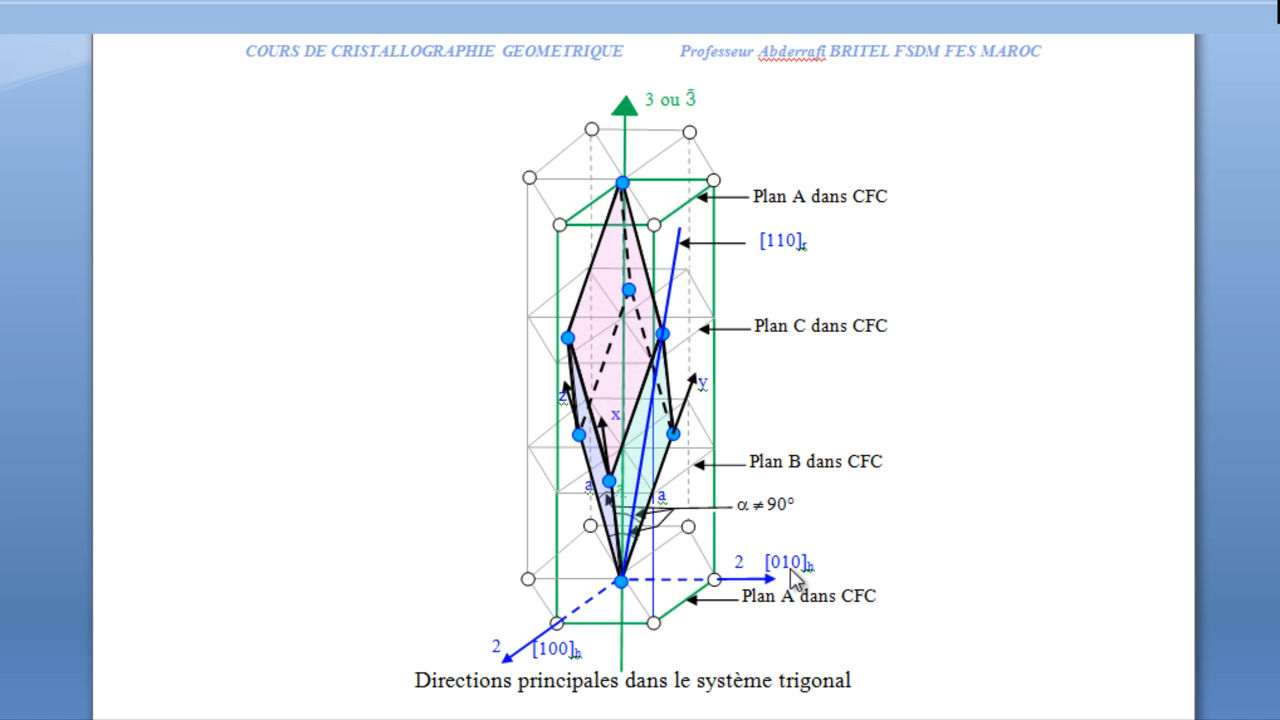 COURS DE CRISTALLOGRAPHIE GEOMETRIQUE Professeur Abderrafi BRITEL FSDM FES MAROC
3 ou 3̄
Plan A dans CFC
[110]r
Plan C dans CFC
z
y
x
Plan B dans CFC
a
a
a
α ≠ 90°
2 [010]h
Plan A dans CFC
2 [100]h
Directions principales dans le système trigonal